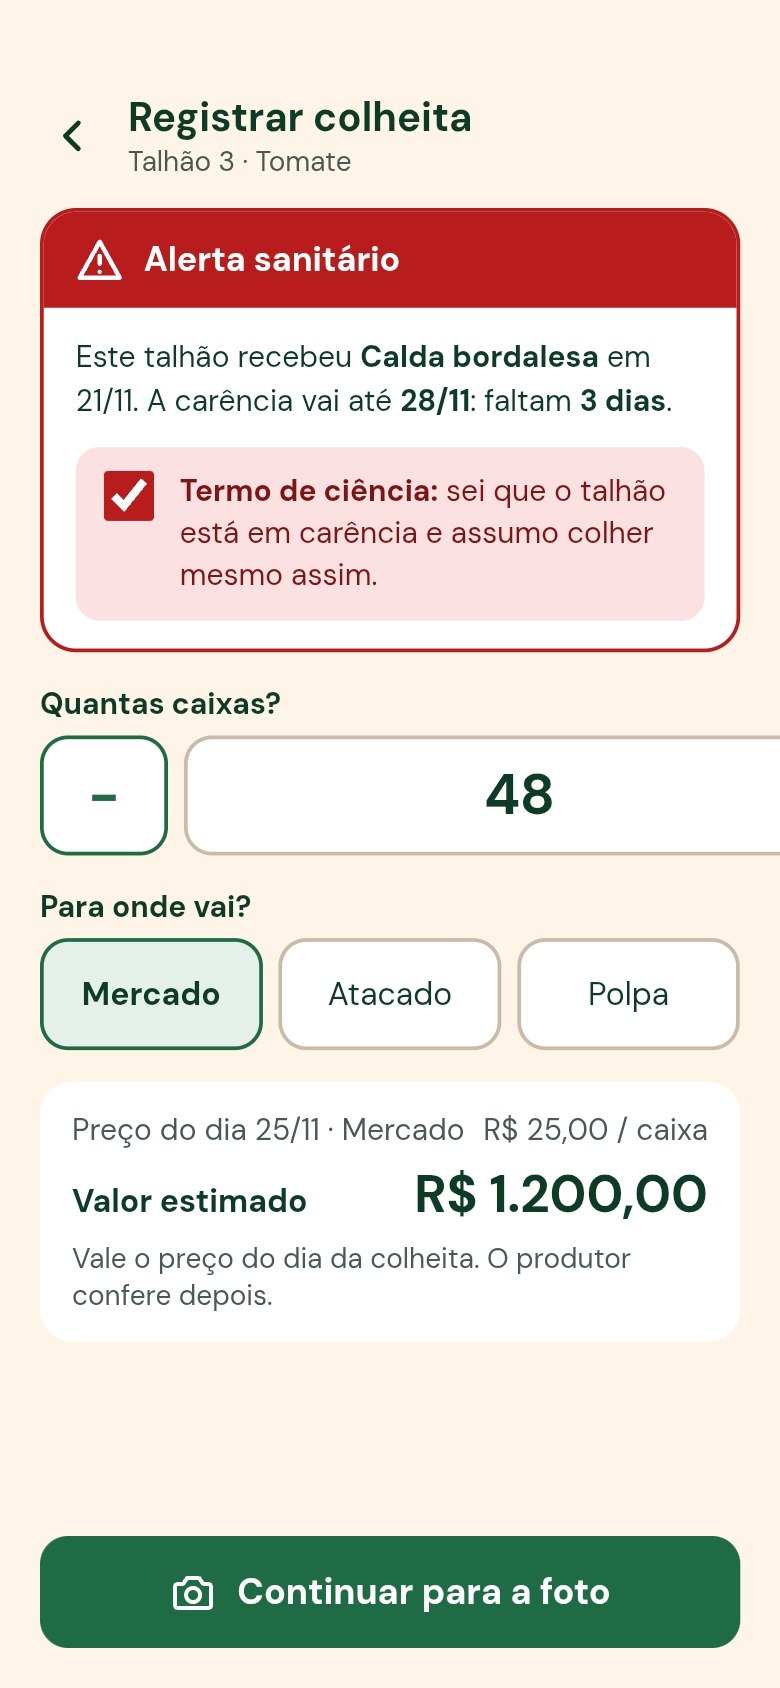 Registrar colheita
Talhão 3 · Tomate
Alerta sanitário
Este talhão recebeu Calda bordalesa em
21/11. A carência vai até 28/11: faltam 3 dias.
Termo de ciência: sei que o talhão
está em carência e assumo colher
mesmo assim.
Quantas caixas?
− 48
Para onde vai?
Mercado Atacado Polpa
Preço do dia 25/11 · Mercado R$ 25,00 / caixa
Valor estimado R$ 1.200,00
Vale o preço do dia da colheita. O produtor
confere depois.
Continuar para a foto